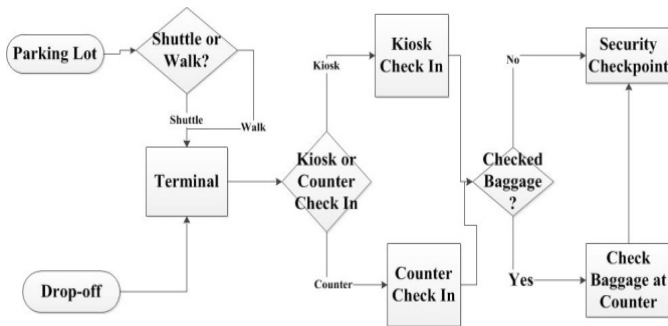 Parking Lot
Shuttle or
Walk?
Shuttle
Walk
Terminal
Drop-off
Kiosk or
Counter
Check In
Kiosk
Counter
Kiosk
Check In
Counter
Check In
Checked
Baggage
?
No
Yes
Security
Checkpoint
Check
Baggage at
Counter